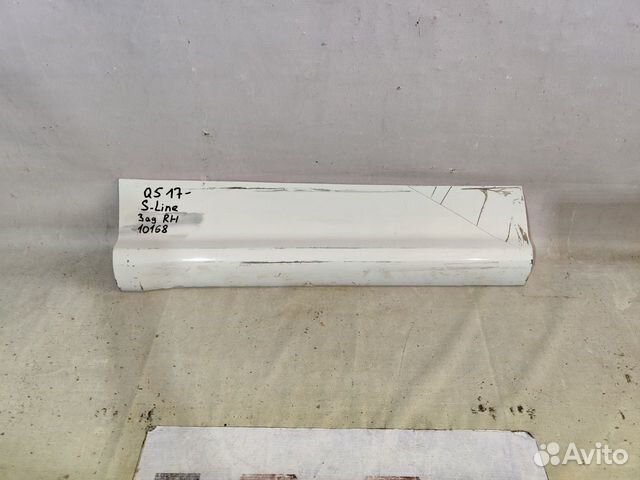 Q5 17-
S-Line
Зад RH
10168
Avito